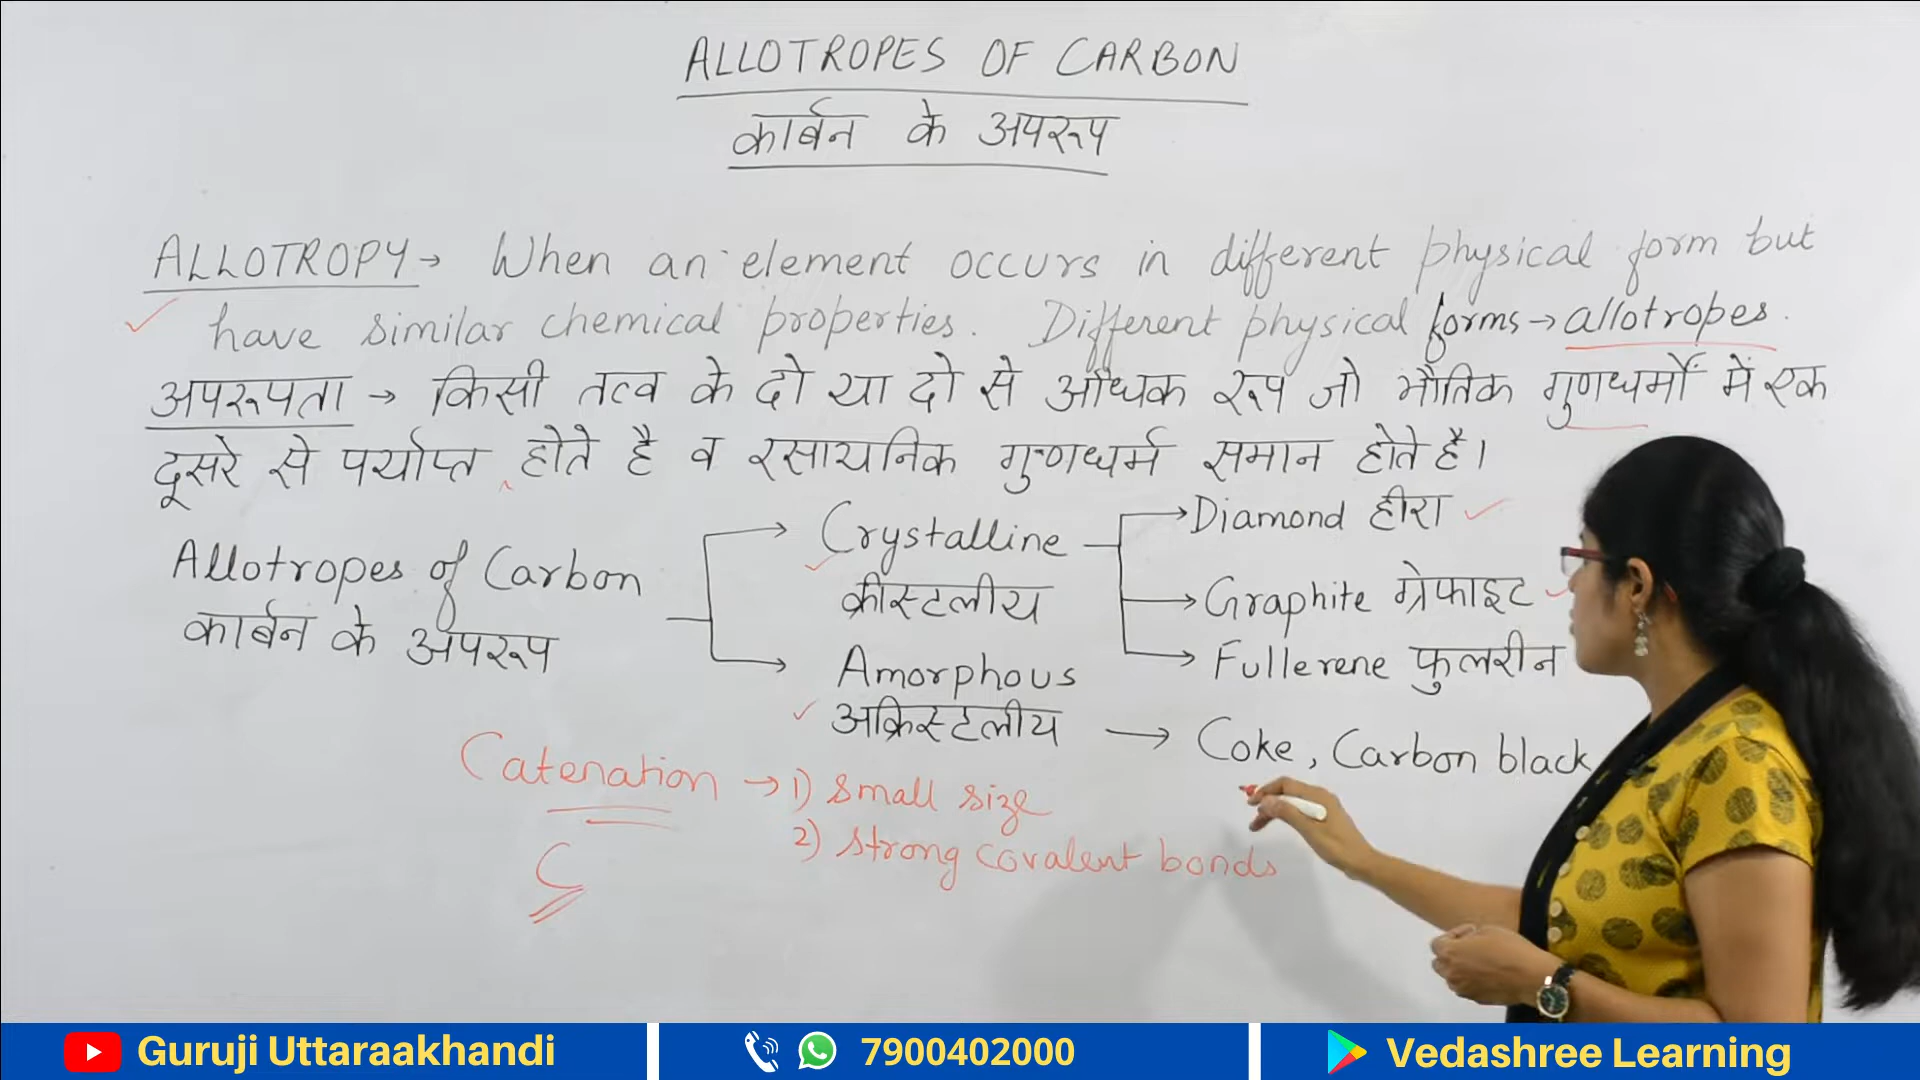 ALLOTROPES OF CARBON
कार्बन के अपरूप
ALLOTROPY → When an element occurs in different physical form but
have similar chemical properties. Different physical forms → allotropes.
अपरूपता → किसी तत्व के दो या दो से अधिक रूप जो भौतिक गुणधर्मों में एक
दूसरे से पर्याप्त होते है व रसायनिक गुणधर्म समान होते है।
Allotropes of Carbon
कार्बन के अपरूप
Crystalline
क्रीस्टलीय
Diamond हीरा
Graphite ग्रेफाइट
Fullerene फुलरीन
Amorphous
अक्रिस्टलीय → Coke, Carbon black
Catenation → 1) Small size
2) Strong covalent bonds
C
Guruji Uttaraakhandi
7900402000
Vedashree Learning